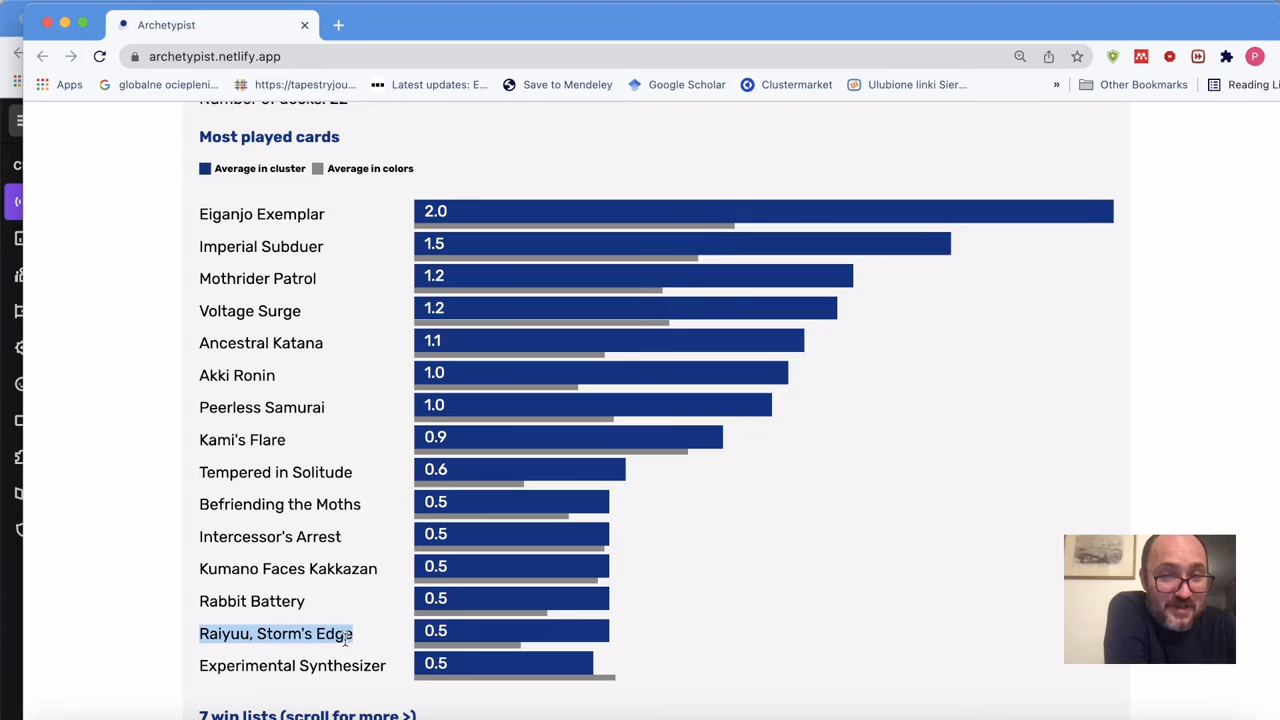 Archetypist
archetypist.netlify.app
P
Apps
globalne ociepleni...
https://tapestryjou...
Latest updates: E...
Save to Mendeley
Google Scholar
Clustermarket
Ulubione linki Sier...
»
Other Bookmarks
Reading Li
Number of decks: 22
Most played cards
Average in cluster
Average in colors
Eiganjo Exemplar 2.0
Imperial Subduer 1.5
Mothrider Patrol 1.2
Voltage Surge 1.2
Ancestral Katana 1.1
Akki Ronin 1.0
Peerless Samurai 1.0
Kami's Flare 0.9
Tempered in Solitude 0.6
Befriending the Moths 0.5
Intercessor's Arrest 0.5
Kumano Faces Kakkazan 0.5
Rabbit Battery 0.5
Raiyuu, Storm's Edge 0.5
Experimental Synthesizer 0.5
7 win lists (scroll for more >)